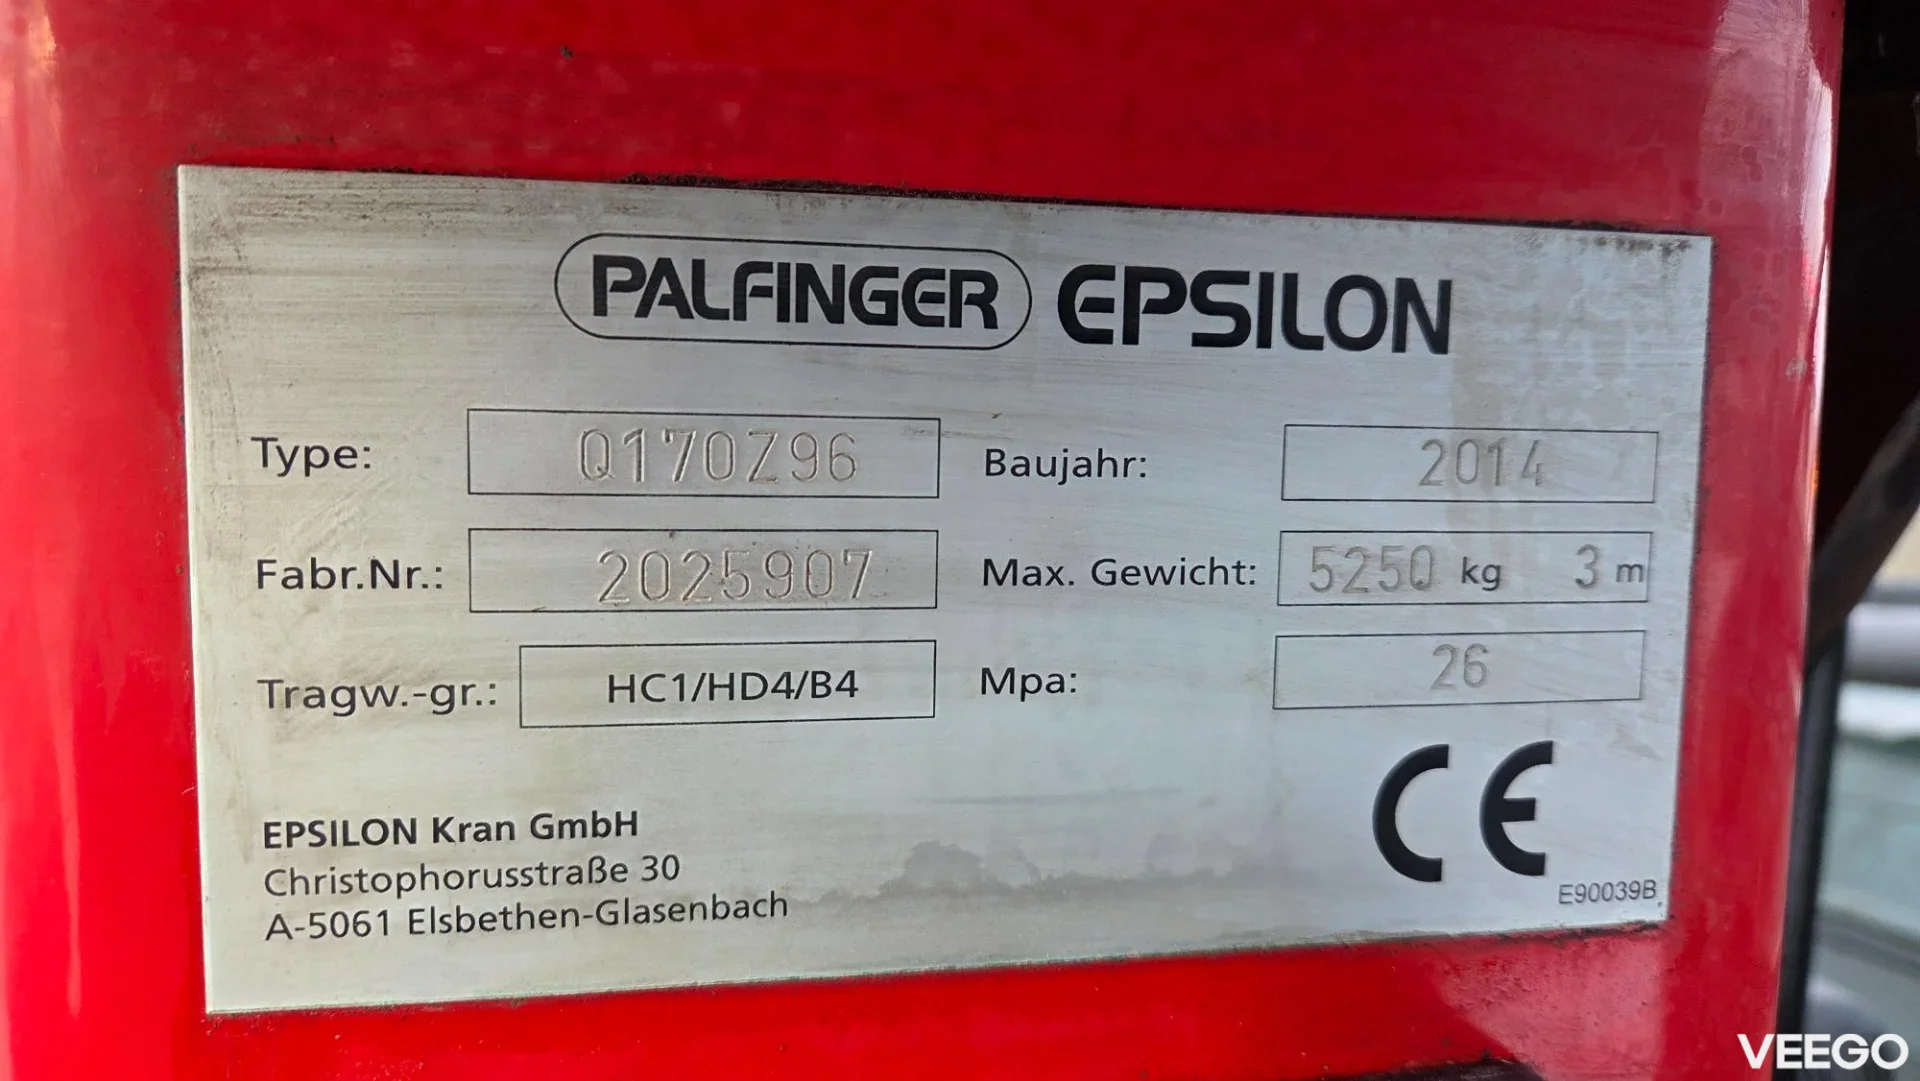 PALFINGER EPSILON
Type: Q170Z96 Baujahr: 2014
Fabr.Nr.: 2025907 Max. Gewicht: 5250 kg 3 m
Tragw.-gr.: HC1/HD4/B4 Mpa: 26
EPSILON Kran GmbH
Christophorusstraße 30
A-5061 Elsbethen-Glasenbach
CE
E90039B
VEEGO